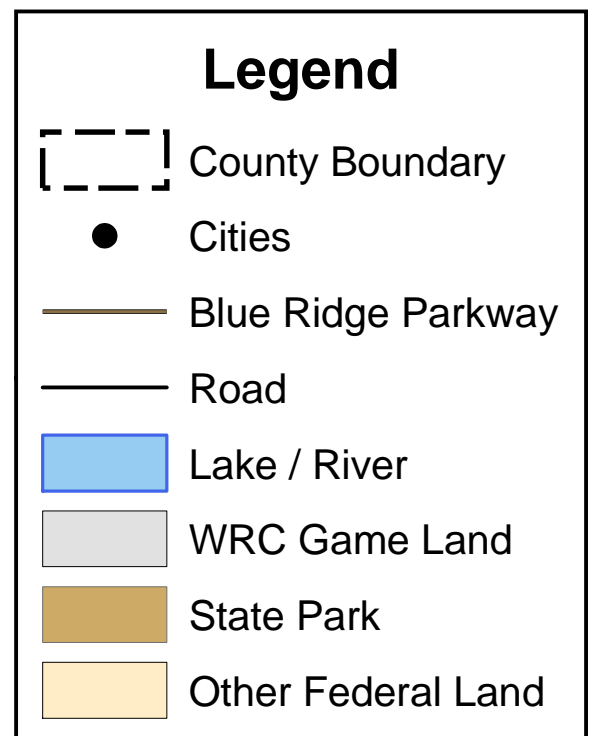 Legend
County Boundary
Cities
Blue Ridge Parkway
Road
Lake / River
WRC Game Land
State Park
Other Federal Land